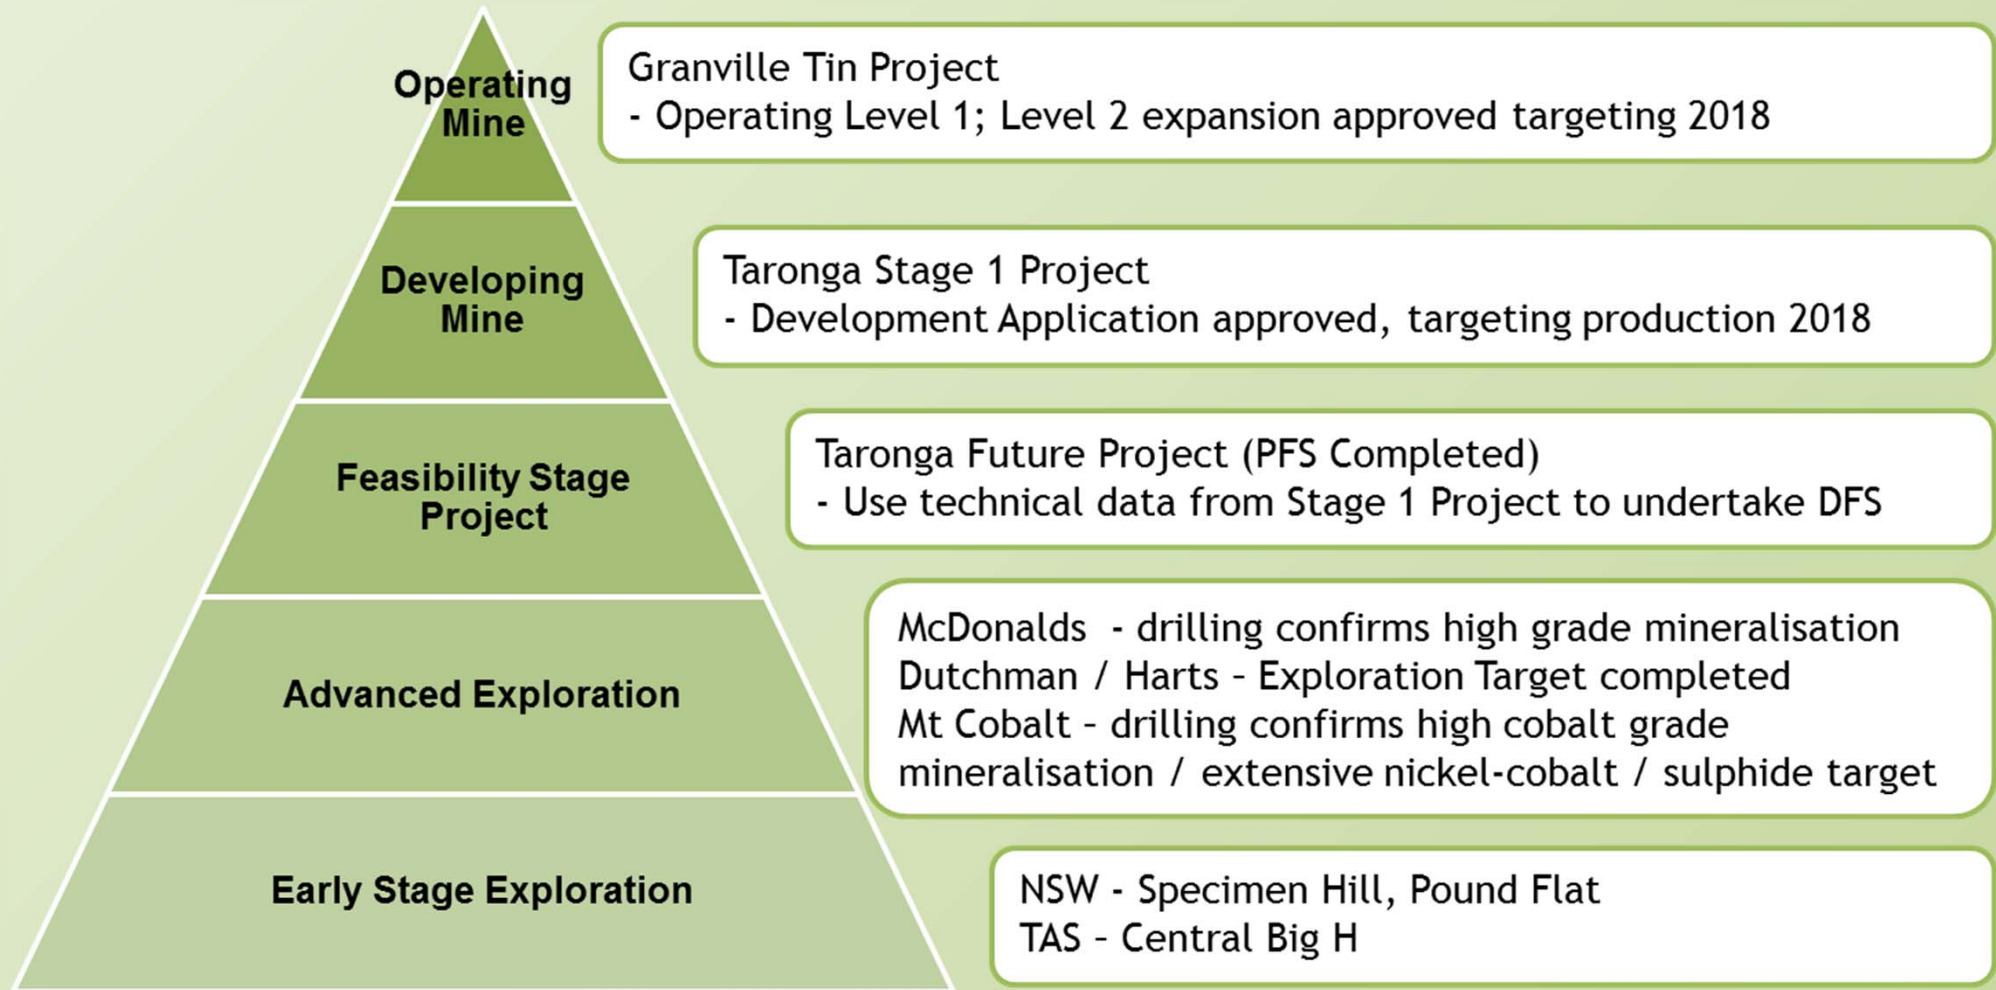 Operating
Mine
Granville Tin Project
- Operating Level 1; Level 2 expansion approved targeting 2018
Developing
Mine
Taronga Stage 1 Project
- Development Application approved, targeting production 2018
Feasibility Stage
Project
Taronga Future Project (PFS Completed)
- Use technical data from Stage 1 Project to undertake DFS
Advanced Exploration
McDonalds - drilling confirms high grade mineralisation
Dutchman / Harts – Exploration Target completed
Mt Cobalt – drilling confirms high cobalt grade
mineralisation / extensive nickel-cobalt / sulphide target
Early Stage Exploration
NSW - Specimen Hill, Pound Flat
TAS – Central Big H